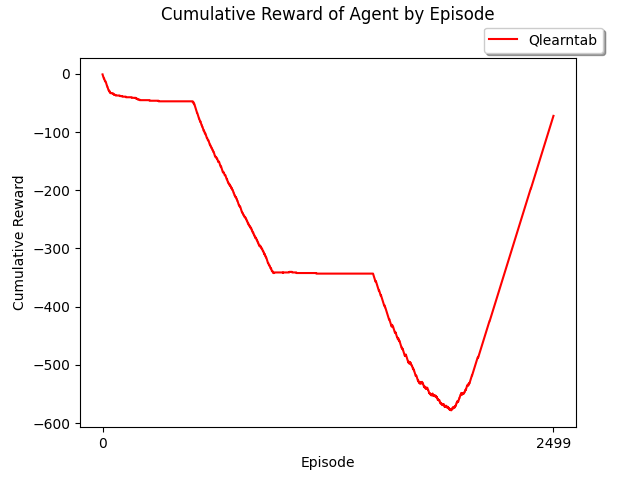 Cumulative Reward of Agent by Episode
Qlearntab
0
−100
−200
−300
−400
−500
−600
Cumulative Reward
0
2499
Episode